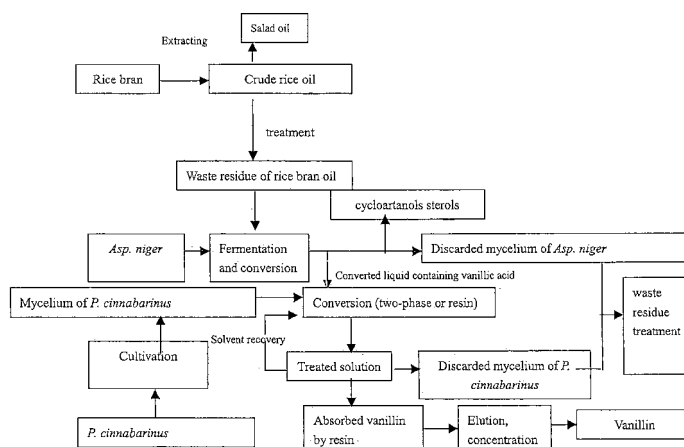 Salad oil
Extracting
Rice bran
Crude rice oil
treatment
Waste residue of rice bran oil
cycloartanols sterols
Asp. niger
Fermentation
and conversion
Discarded mycelium of Asp. niger
Converted liquid containing vanillic acid
Mycelium of P. cinnabarinus
Conversion (two-phase or resin)
waste
residue
treatment
Solvent recovery
Cultivation
Treated solution
Discarded mycelium of P.
cinnabarinus
P. cinnabarinus
Absorbed vanillin
by resin
Elution,
concentration
Vanillin